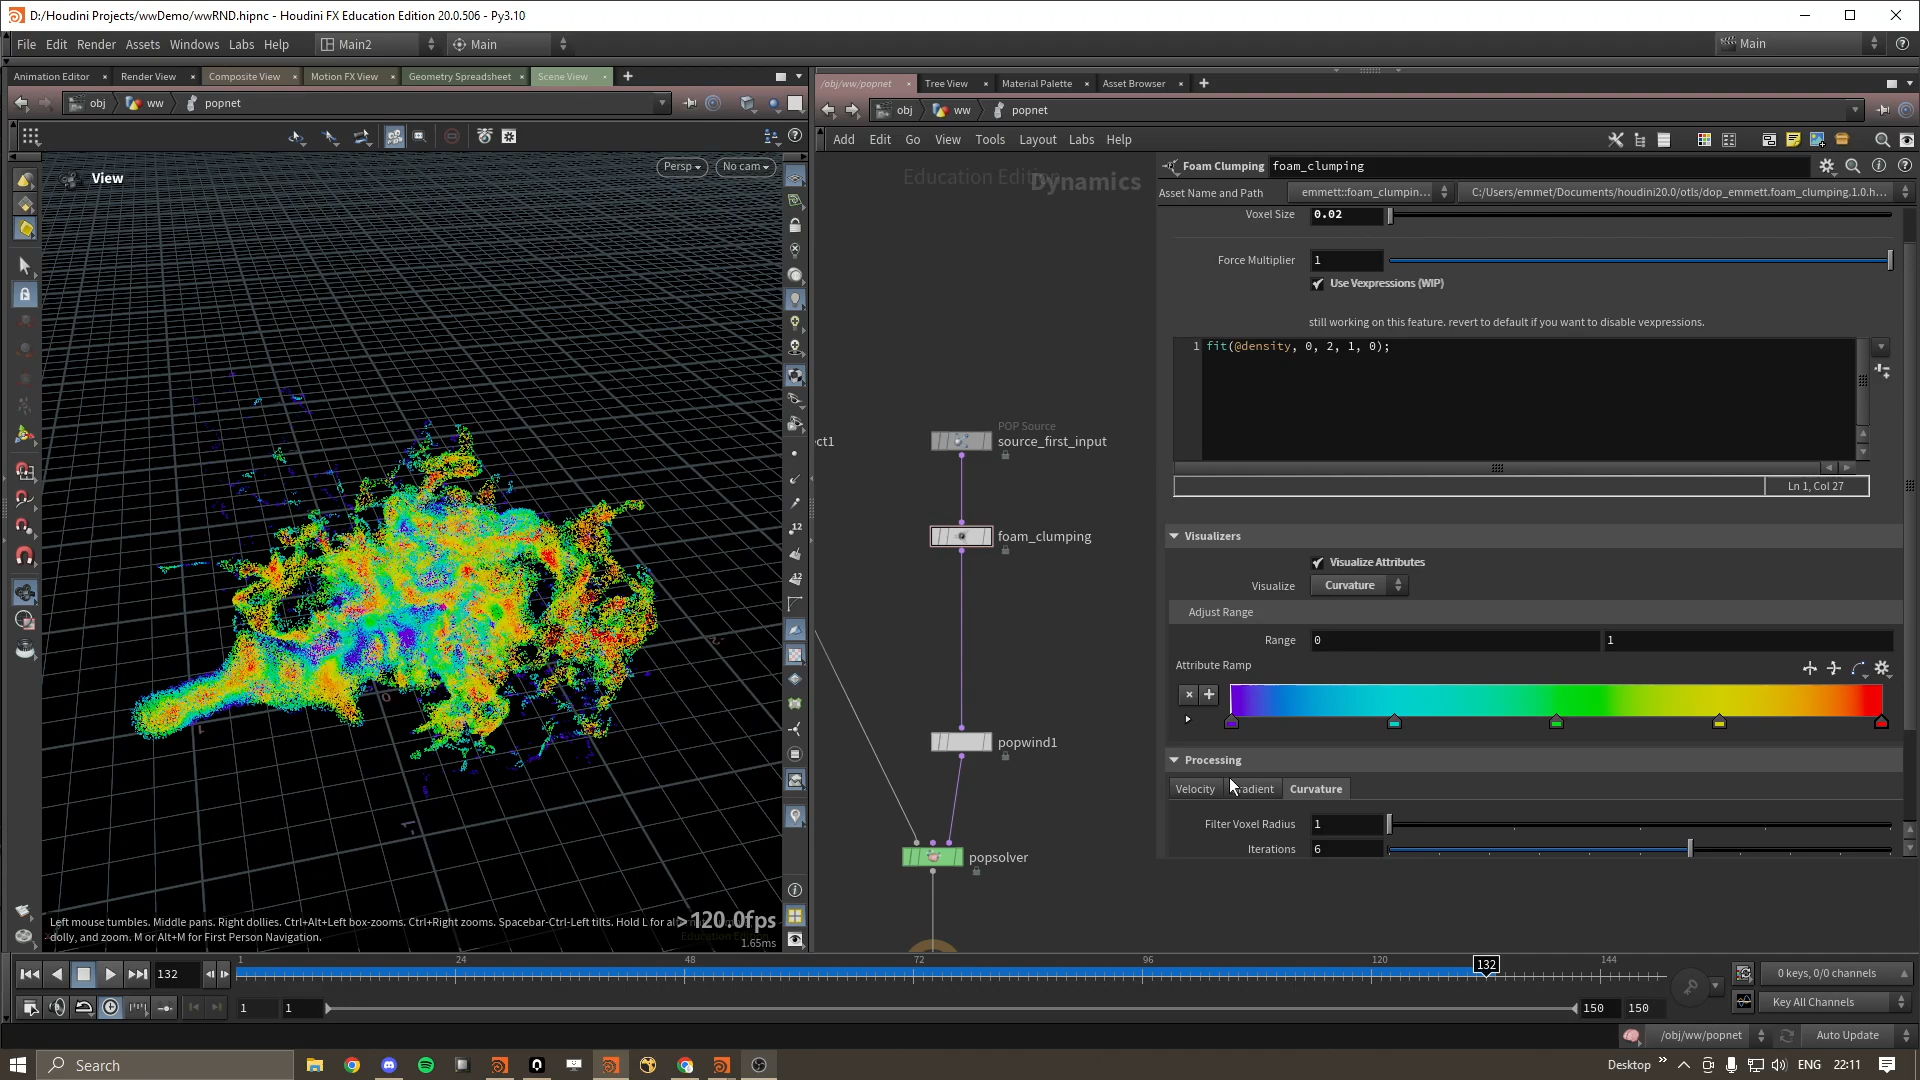 D:/Houdini Projects/wwDemo/wwRND.hipnc - Houdini FX Education Edition 20.0.506 - Py3.10
File Edit Render Assets Windows Labs Help
Main2
Main
Main
Animation Editor
Render View
Composite View
Motion FX View
Geometry Spreadsheet
Scene View
obj
ww
popnet
View
Persp
No cam
Left mouse tumbles. Middle pans. Right dollies. Ctrl+Alt+Left box-zooms. Ctrl+Right zooms. Spacebar-Ctrl-Left tilts. Hold L for al
dolly, and zoom. M or Alt+M for First Person Navigation.
>120.0fps
1.65ms
/obj/ww/popnet
Tree View
Material Palette
Asset Browser
obj
ww
popnet
Add Edit Go View Tools Layout Labs Help
Education Edition
Dynamics
ect1
POP Source
source_first_input
foam_clumping
popwind1
popsolver
Foam Clumping
foam_clumping
Asset Name and Path
emmett::foam_clumpin...
C:/Users/emmet/Documents/houdini20.0/otls/dop_emmett.foam_clumping.1.0.h...
Voxel Size 0.02
Force Multiplier 1
Use Vexpressions (WIP)
still working on this feature. revert to default if you want to disable vexpressions.
1 fit(@density, 0, 2, 1, 0);
Ln 1, Col 27
Visualizers
Visualize Attributes
Visualize Curvature
Adjust Range
Range 0 1
Attribute Ramp
Processing
Velocity
radient
Curvature
Filter Voxel Radius 1
Iterations 6
132
1 24 48 72 96 120 132 144
1 1 150 150
0 keys, 0/0 channels
Key All Channels
/obj/ww/popnet
Auto Update
Search
Desktop
ENG
22:11